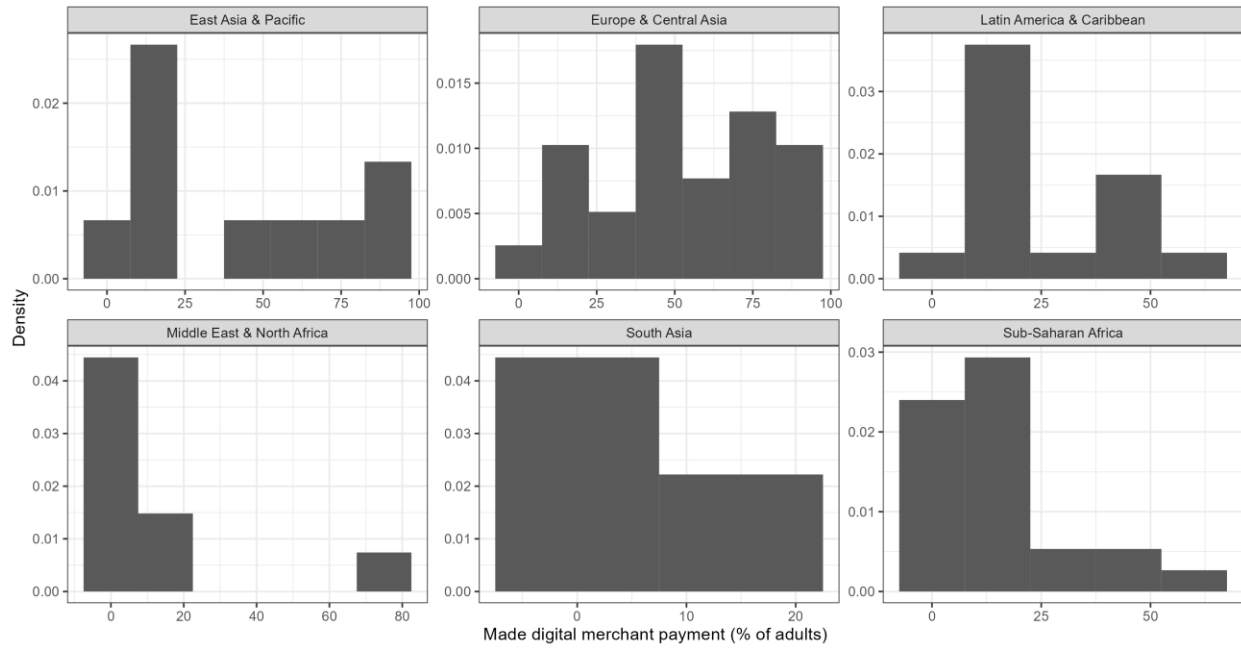 East Asia & Pacific
Europe & Central Asia
Latin America & Caribbean
0.02
0.01
0.00
0 25 50 75 100
0.015
0.010
0.005
0.000
0 25 50 75 100
0.03
0.02
0.01
0.00
0 25 50
Density
Middle East & North Africa
South Asia
Sub-Saharan Africa
0.04
0.03
0.02
0.01
0.00
0 20 40 60 80
0.04
0.03
0.02
0.01
0.00
0 10 20
0.03
0.02
0.01
0.00
0 25 50
Made digital merchant payment (% of adults)